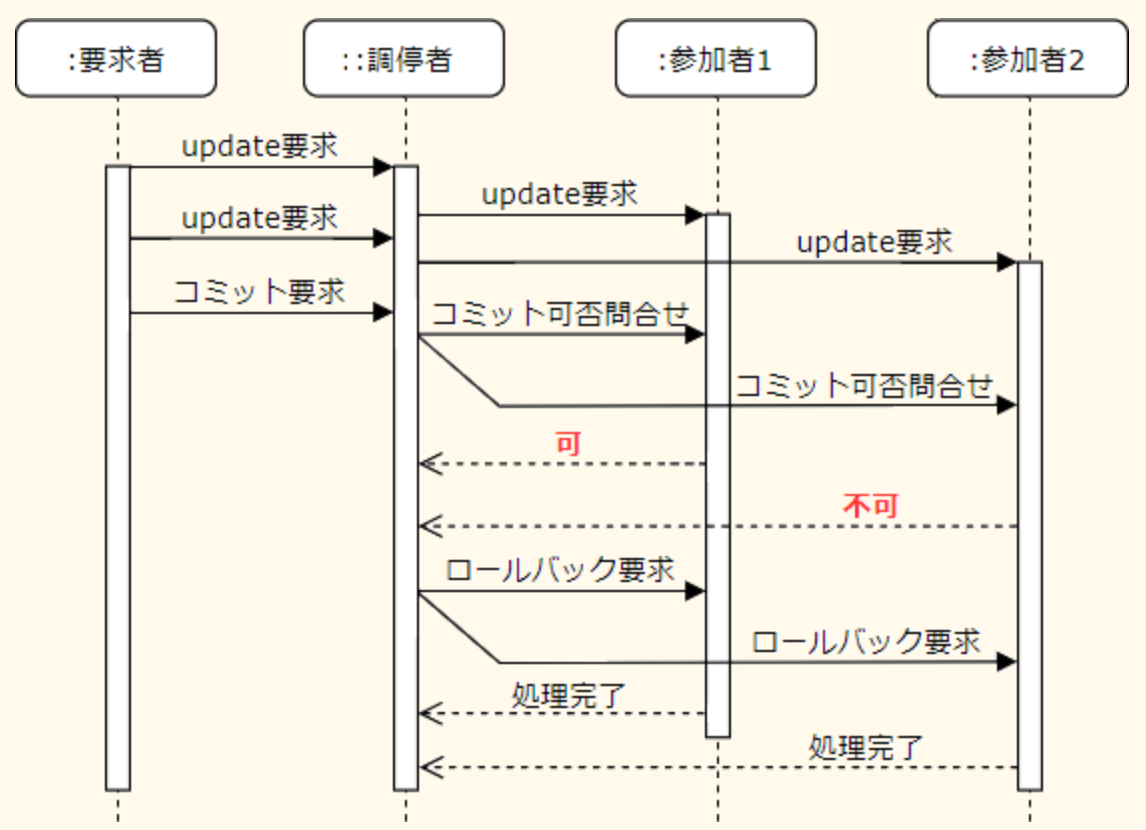 :要求者
::調停者
:参加者1
:参加者2
update要求
update要求
update要求
update要求
コミット要求
コミット可否問合せ
コミット可否問合せ
可
不可
ロールバック要求
ロールバック要求
処理完了
処理完了